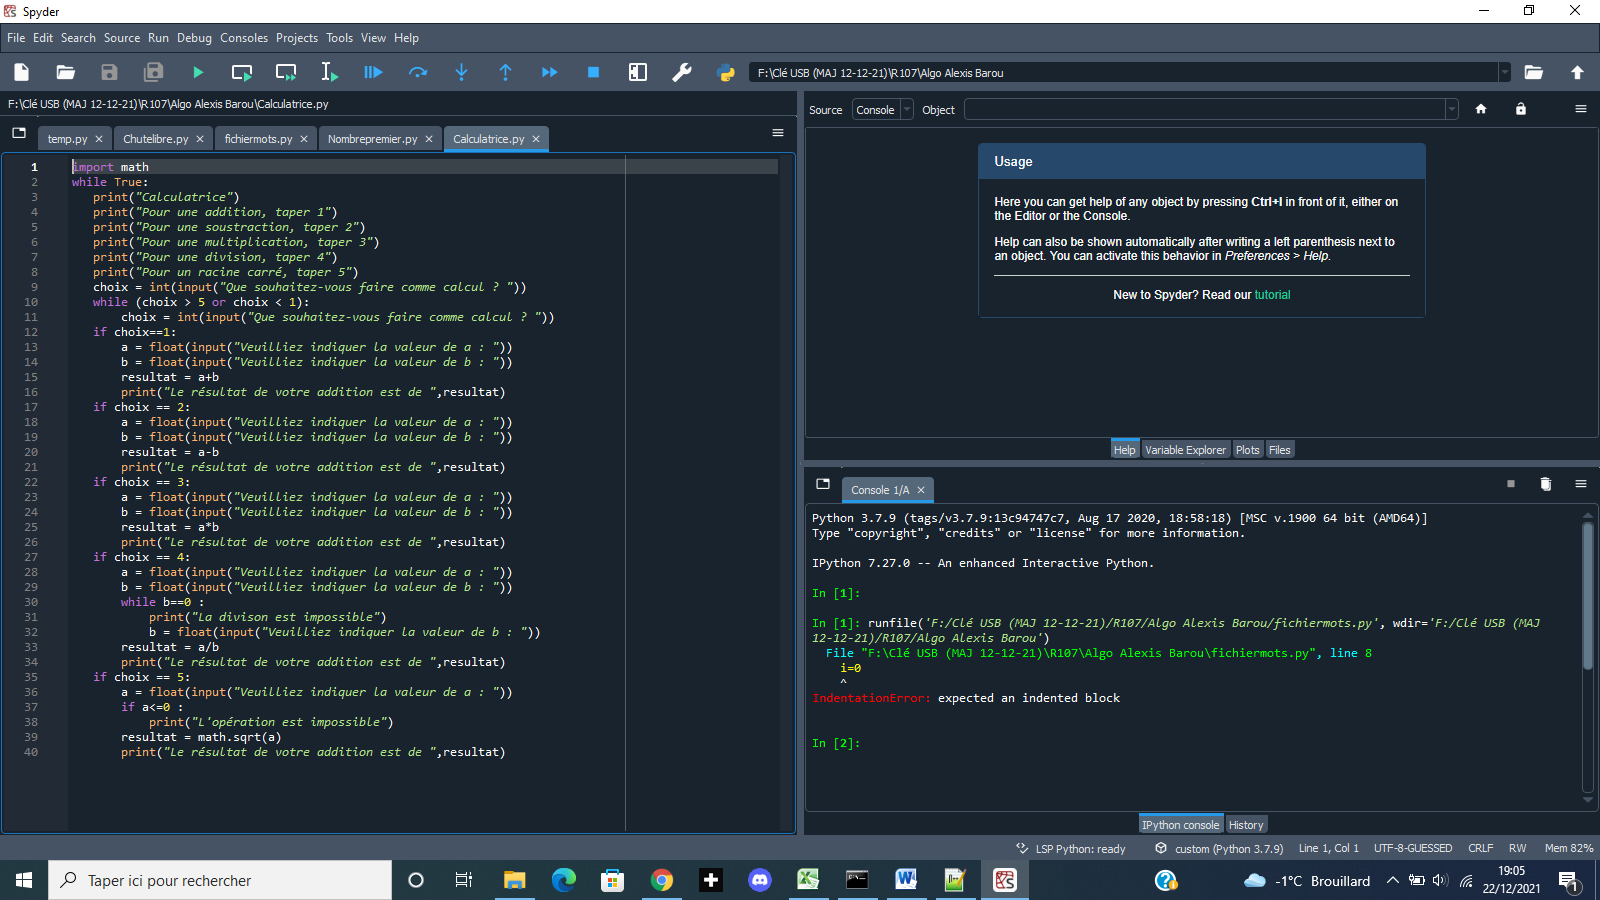 Spyder
File Edit Search Source Run Debug Consoles Projects Tools View Help
F:\Clé USB (MAJ 12-12-21)\R107\Algo Alexis Barou
F:\Clé USB (MAJ 12-12-21)\R107\Algo Alexis Barou\Calculatrice.py
temp.py Chutelibre.py fichiermots.py Nombrepremier.py Calculatrice.py
1 import math
2 while True:
3 print("Calculatrice")
4 print("Pour une addition, taper 1")
5 print("Pour une soustraction, taper 2")
6 print("Pour une multiplication, taper 3")
7 print("Pour une division, taper 4")
8 print("Pour un racine carré, taper 5")
9 choix = int(input("Que souhaitez-vous faire comme calcul ? "))
10 while (choix > 5 or choix < 1):
11 choix = int(input("Que souhaitez-vous faire comme calcul ? "))
12 if choix==1:
13 a = float(input("Veuilliez indiquer la valeur de a : "))
14 b = float(input("Veuilliez indiquer la valeur de b : "))
15 resultat = a+b
16 print("Le résultat de votre addition est de ",resultat)
17 if choix == 2:
18 a = float(input("Veuilliez indiquer la valeur de a : "))
19 b = float(input("Veuilliez indiquer la valeur de b : "))
20 resultat = a-b
21 print("Le résultat de votre addition est de ",resultat)
22 if choix == 3:
23 a = float(input("Veuilliez indiquer la valeur de a : "))
24 b = float(input("Veuilliez indiquer la valeur de b : "))
25 resultat = a*b
26 print("Le résultat de votre addition est de ",resultat)
27 if choix == 4:
28 a = float(input("Veuilliez indiquer la valeur de a : "))
29 b = float(input("Veuilliez indiquer la valeur de b : "))
30 while b==0 :
31 print("La divison est impossible")
32 b = float(input("Veuilliez indiquer la valeur de b : "))
33 resultat = a/b
34 print("Le résultat de votre addition est de ",resultat)
35 if choix == 5:
36 a = float(input("Veuilliez indiquer la valeur de a : "))
37 if a<=0 :
38 print("L'opération est impossible")
39 resultat = math.sqrt(a)
40 print("Le résultat de votre addition est de ",resultat)
Source Console Object
Usage
Here you can get help of any object by pressing Ctrl+I in front of it, either on
the Editor or the Console.
Help can also be shown automatically after writing a left parenthesis next to
an object. You can activate this behavior in Preferences > Help.
New to Spyder? Read our tutorial
Help Variable Explorer Plots Files
Console 1/A
Python 3.7.9 (tags/v3.7.9:13c94747c7, Aug 17 2020, 18:58:18) [MSC v.1900 64 bit (AMD64)]
Type "copyright", "credits" or "license" for more information.
IPython 7.27.0 -- An enhanced Interactive Python.
In [1]:
In [1]: runfile('F:/Clé USB (MAJ 12-12-21)/R107/Algo Alexis Barou/fichiermots.py', wdir='F:/Clé USB (MAJ
12-12-21)/R107/Algo Alexis Barou')
File "F:\Clé USB (MAJ 12-12-21)\R107\Algo Alexis Barou\fichiermots.py", line 8
i=0
^
IndentationError: expected an indented block
In [2]:
IPython console History
LSP Python: ready custom (Python 3.7.9) Line 1, Col 1 UTF-8-GUESSED CRLF RW Mem 82%
Taper ici pour rechercher
-1°C Brouillard
19:05
22/12/2021
1